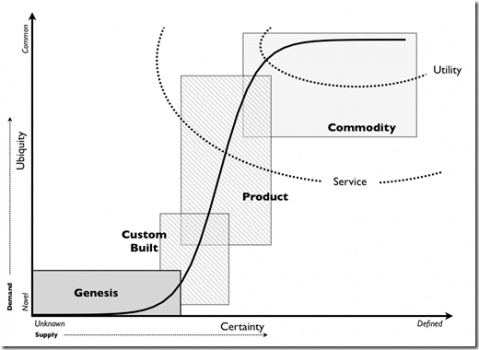 Common
Utility
Commodity
Ubiquity
Service
Product
Custom
Built
Demand
Novel
Genesis
Unknown
Certainty
Defined
Supply